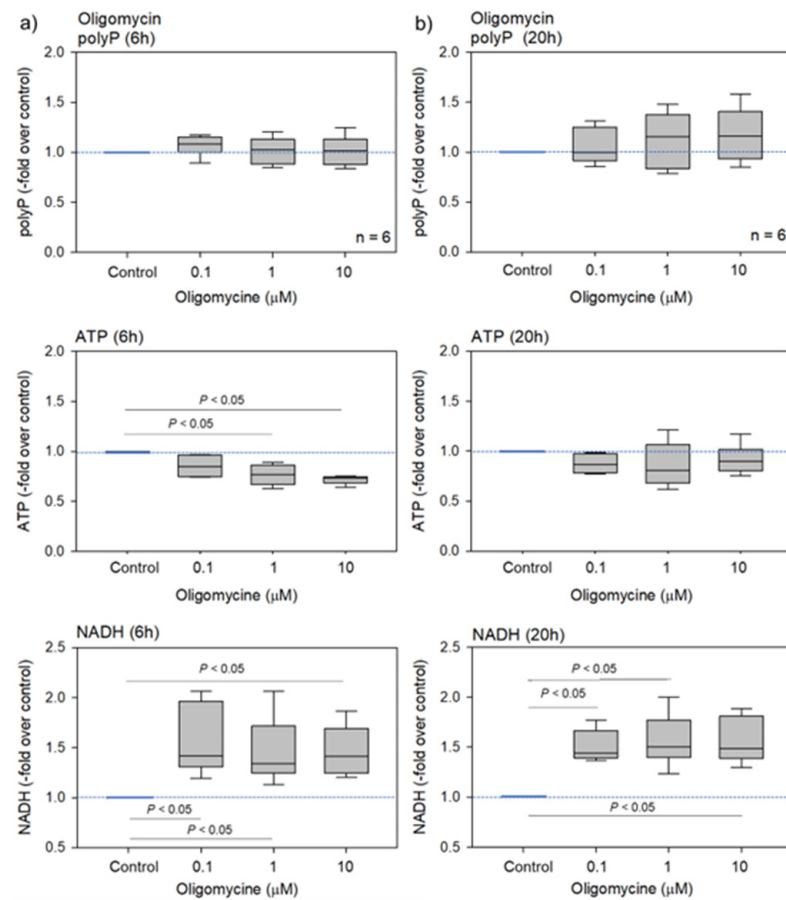 a)
Oligomycin
polyP (6h)
2.0
1.5
1.0
0.5
0.0
polyP (-fold over control)
n = 6
Control 0.1 1 10
Oligomycine (µM)
b)
Oligomycin
polyP (20h)
2.0
1.5
1.0
0.5
0.0
polyP (-fold over control)
n = 6
Control 0.1 1 10
Oligomycine (µM)
ATP (6h)
2.0
1.5
1.0
0.5
0.0
ATP (-fold over control)
P < 0.05
P < 0.05
Control 0.1 1 10
Oligomycine (µM)
ATP (20h)
2.0
1.5
1.0
0.5
0.0
ATP (-fold over control)
Control 0.1 1 10
Oligomycine (µM)
NADH (6h)
2.5
2.0
1.5
1.0
0.5
NADH (-fold over control)
P < 0.05
P < 0.05
P < 0.05
Control 0.1 1 10
Oligomycine (µM)
NADH (20h)
2.5
2.0
1.5
1.0
0.5
NADH (-fold over control)
P < 0.05
P < 0.05
P < 0.05
Control 0.1 1 10
Oligomycine (µM)